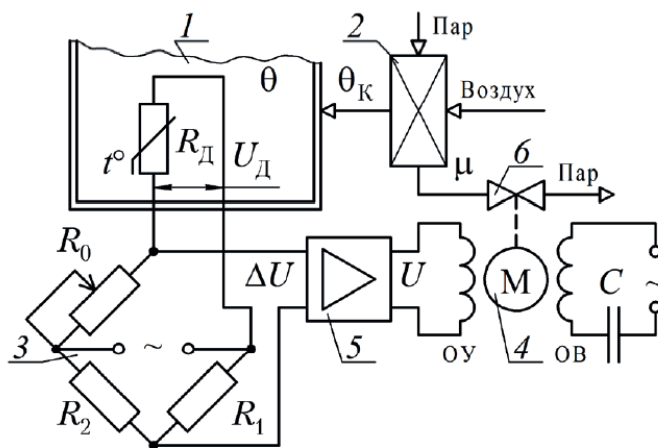 1
2
Пар
θ
θК
Воздух
t°
RД
UД
μ
6
Пар
R0
ΔU
U
М
C
~
3
~
5
ОУ
4
ОВ
R2
R1